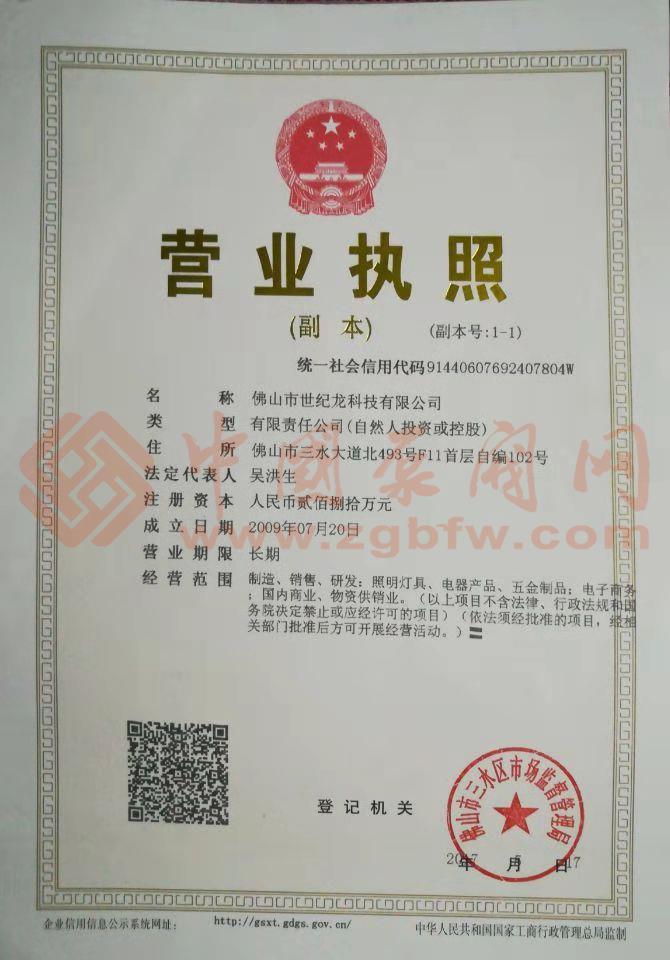 营业执照
(副 本) (副本号:1-1)
统一社会信用代码91440607692407804W
名称 佛山市世纪龙科技有限公司
类型 有限责任公司(自然人投资或控股)
住所 佛山市三水大道北493号F11首层自编102号
法定代表人 吴洪生
注册资本 人民币贰佰捌拾万元
成立日期 2009年07月20日
营业期限 长期
经营范围 制造、销售、研发：照明灯具、电器产品、五金制品；电子商务
；国内商业、物资供销业。（以上项目不含法律、行政法规和国
务院决定禁止或应经许可的项目）（依法须经批准的项目，经相
关部门批准后方可开展经营活动。）
中国泵阀网
www.zgbfw.com
登记机关
佛山市三水区市场监督管理局
2017年5月17日
企业信用信息公示系统网址： http://gsxt.gdgs.gov.cn/ 中华人民共和国国家工商行政管理总局监制